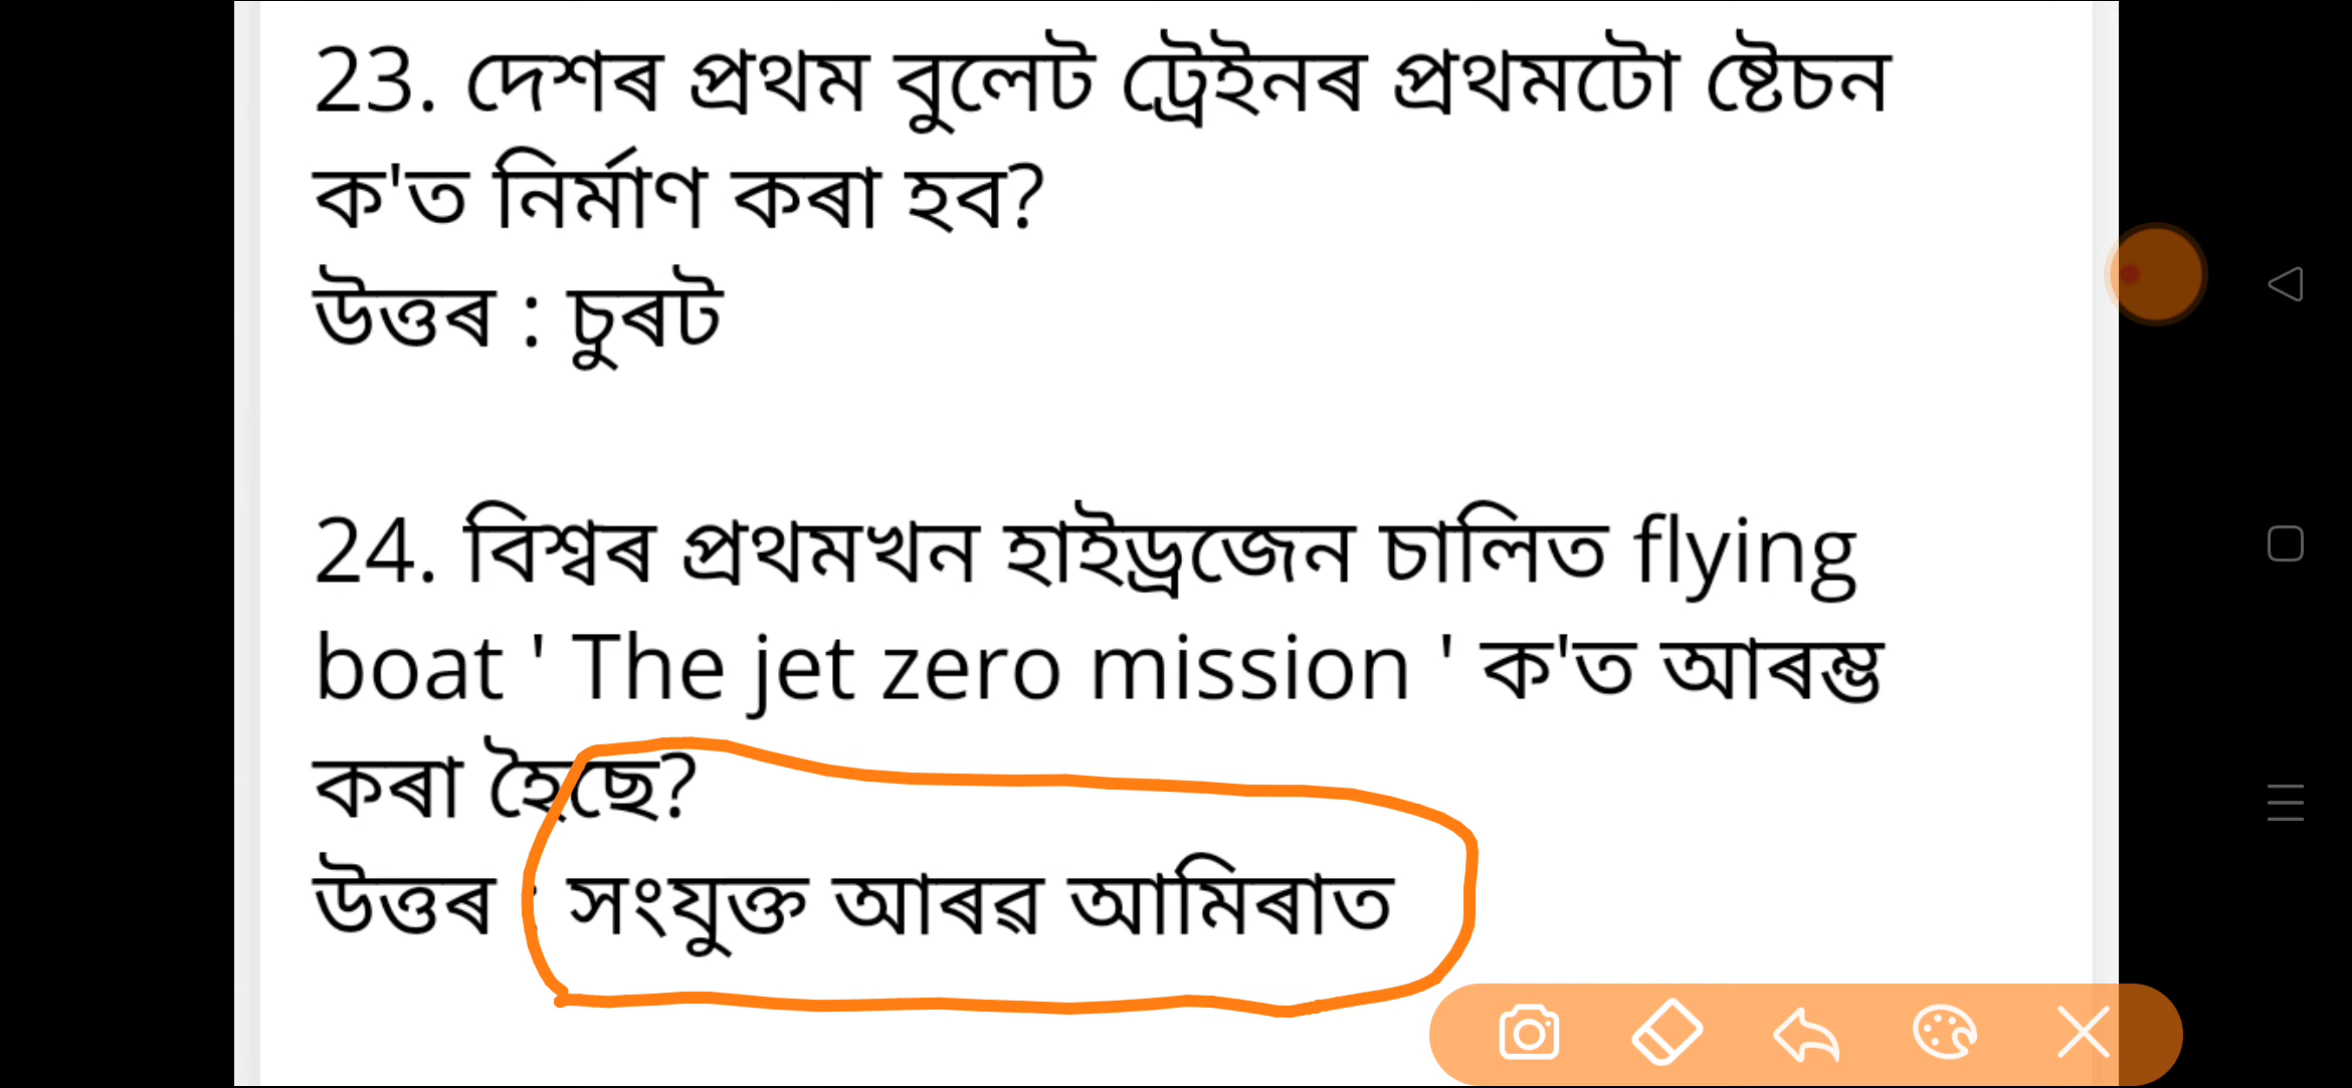 23. দেশৰ প্ৰথম বুলেট ট্ৰেইনৰ প্ৰথমটো ষ্টেচন
ক'ত নিৰ্মাণ কৰা হব?
উত্তৰ : চুৰট
24. বিশ্বৰ প্ৰথমখন হাইড্ৰজেন চালিত flying
boat ' The jet zero mission ' ক'ত আৰম্ভ
কৰা হৈছে?
উত্তৰ : সংযুক্ত আৰৱ আমিৰাত